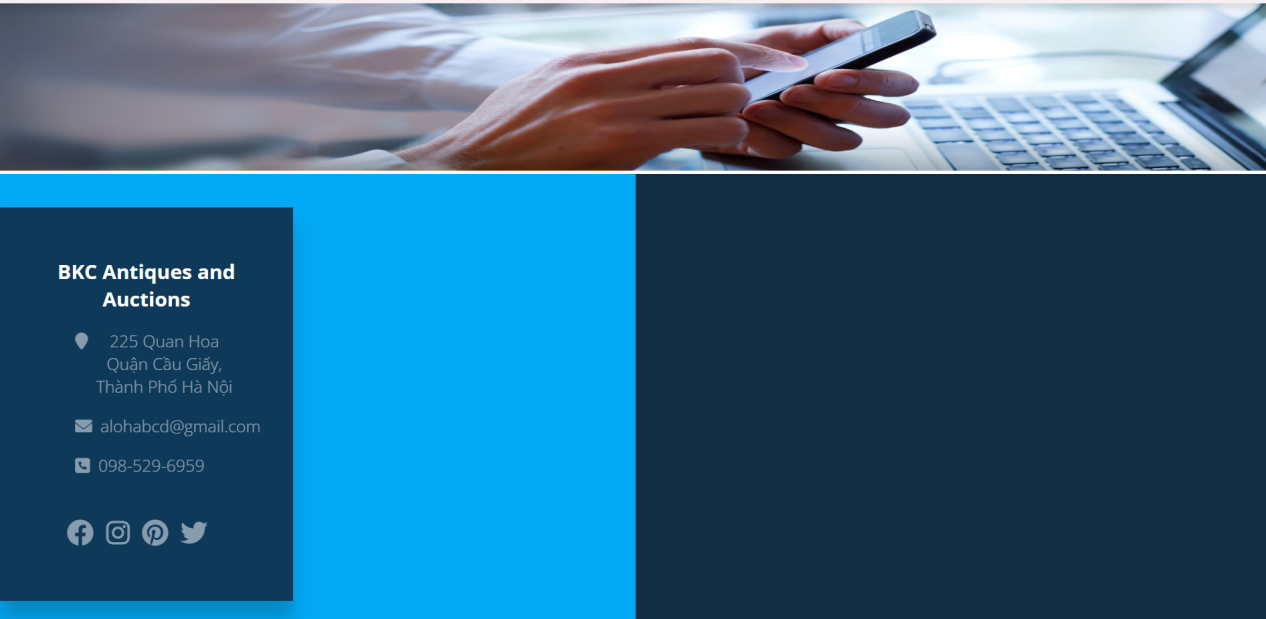 BKC Antiques and
Auctions
225 Quan Hoa
Quận Cầu Giấy,
Thành Phố Hà Nội
alohabcd@gmail.com
098-529-6959